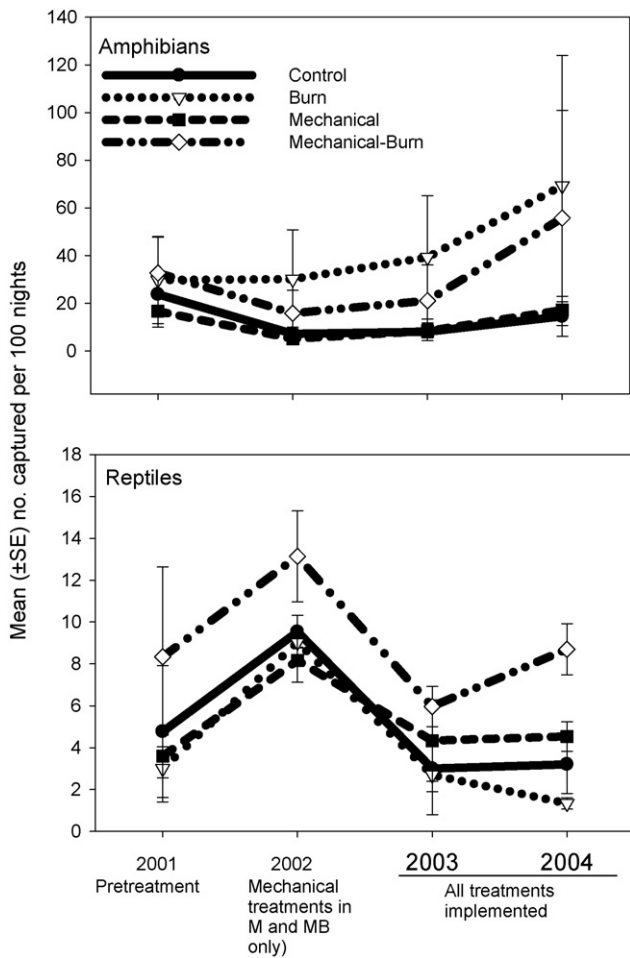 Mean (±SE) no. captured per 100 nights
140
120
100
80
60
40
20
0
Amphibians
Control
Burn
Mechanical
Mechanical-Burn
18
16
14
12
10
8
6
4
2
0
Reptiles
2001
2002
2003
2004
Pretreatment
Mechanical
treatments in
M and MB
only)
All treatments
implemented